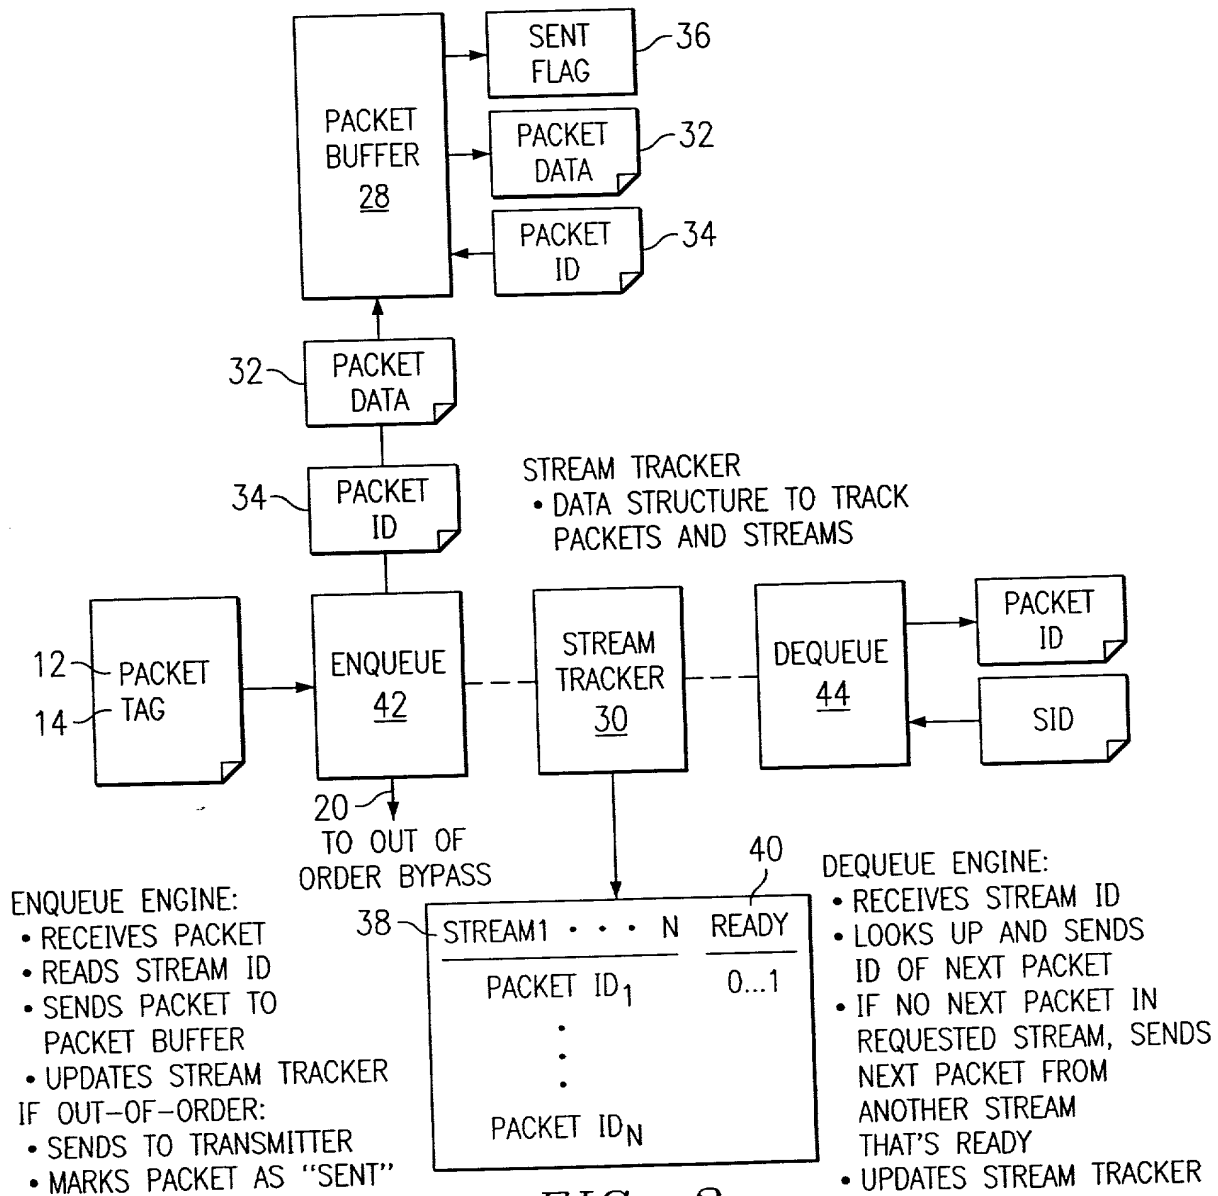 SENT
FLAG
36
PACKET
BUFFER
28
PACKET
DATA
32
PACKET
ID
34
32
PACKET
DATA
34
PACKET
ID
STREAM TRACKER
• DATA STRUCTURE TO TRACK
PACKETS AND STREAMS
12
PACKET
14
TAG
ENQUEUE
42
STREAM
TRACKER
30
DEQUEUE
44
PACKET
ID
SID
20
TO OUT OF
ORDER BYPASS
ENQUEUE ENGINE:
• RECEIVES PACKET
• READS STREAM ID
• SENDS PACKET TO
PACKET BUFFER
• UPDATES STREAM TRACKER
IF OUT-OF-ORDER:
• SENDS TO TRANSMITTER
• MARKS PACKET AS "SENT"
38
40
STREAM1 • • • N READY
PACKET ID1 0...1
•
•
•
PACKET IDN
DEQUEUE ENGINE:
• RECEIVES STREAM ID
• LOOKS UP AND SENDS
ID OF NEXT PACKET
• IF NO NEXT PACKET IN
REQUESTED STREAM, SENDS
NEXT PACKET FROM
ANOTHER STREAM
THAT'S READY
• UPDATES STREAM TRACKER